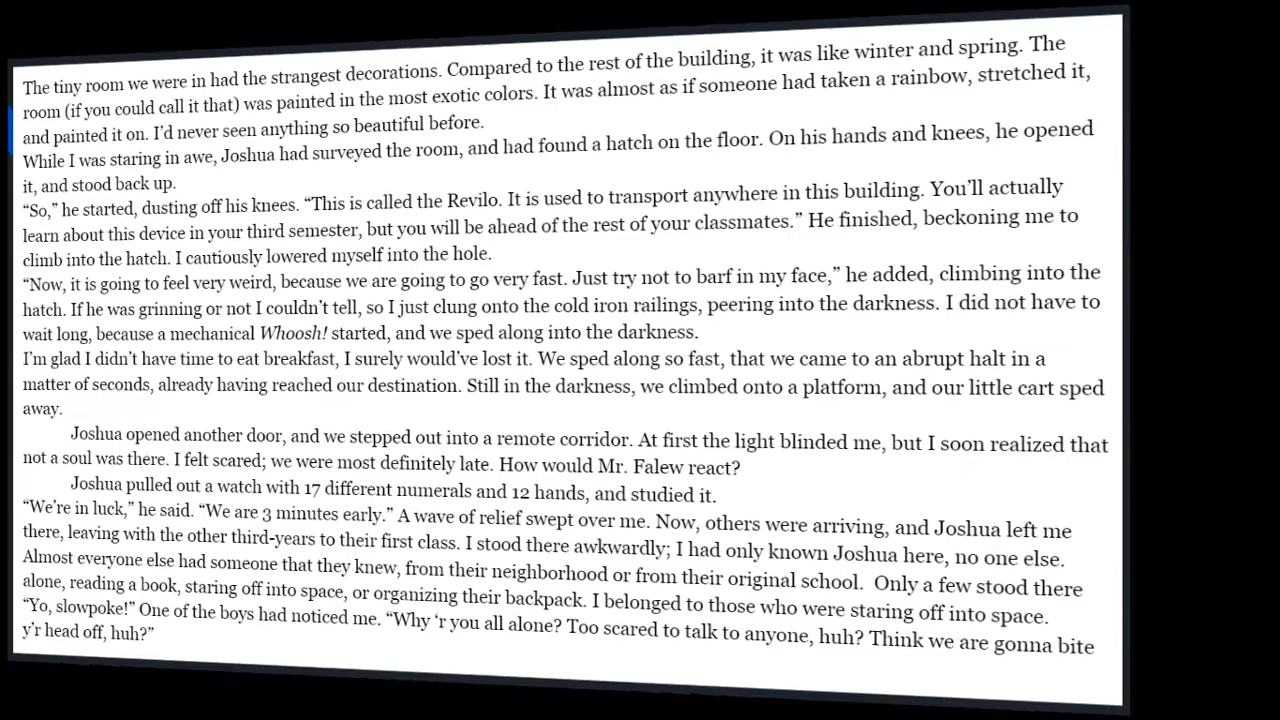 The tiny room we were in had the strangest decorations. Compared to the rest of the building, it was like winter and spring. The
room (if you could call it that) was painted in the most exotic colors. It was almost as if someone had taken a rainbow, stretched it,
and painted it on. I’d never seen anything so beautiful before.
While I was staring in awe, Joshua had surveyed the room, and had found a hatch on the floor. On his hands and knees, he opened
it, and stood back up.
“So,” he started, dusting off his knees. “This is called the Revilo. It is used to transport anywhere in this building. You’ll actually
learn about this device in your third semester, but you will be ahead of the rest of your classmates.” He finished, beckoning me to
climb into the hatch. I cautiously lowered myself into the hole.
“Now, it is going to feel very weird, because we are going to go very fast. Just try not to barf in my face,” he added, climbing into the
hatch. If he was grinning or not I couldn’t tell, so I just clung onto the cold iron railings, peering into the darkness. I did not have to
wait long, because a mechanical Whoosh! started, and we sped along into the darkness.
I’m glad I didn’t have time to eat breakfast, I surely would’ve lost it. We sped along so fast, that we came to an abrupt halt in a
matter of seconds, already having reached our destination. Still in the darkness, we climbed onto a platform, and our little cart sped
away.
Joshua opened another door, and we stepped out into a remote corridor. At first the light blinded me, but I soon realized that
not a soul was there. I felt scared; we were most definitely late. How would Mr. Falew react?
Joshua pulled out a watch with 17 different numerals and 12 hands, and studied it.
“We’re in luck,” he said. “We are 3 minutes early.” A wave of relief swept over me. Now, others were arriving, and Joshua left me
there, leaving with the other third-years to their first class. I stood there awkwardly; I had only known Joshua here, no one else.
Almost everyone else had someone that they knew, from their neighborhood or from their original school.  Only a few stood there
alone, reading a book, staring off into space, or organizing their backpack. I belonged to those who were staring off into space.
“Yo, slowpoke!” One of the boys had noticed me. “Why ‘r you all alone? Too scared to talk to anyone, huh? Think we are gonna bite
y’r head off, huh?”